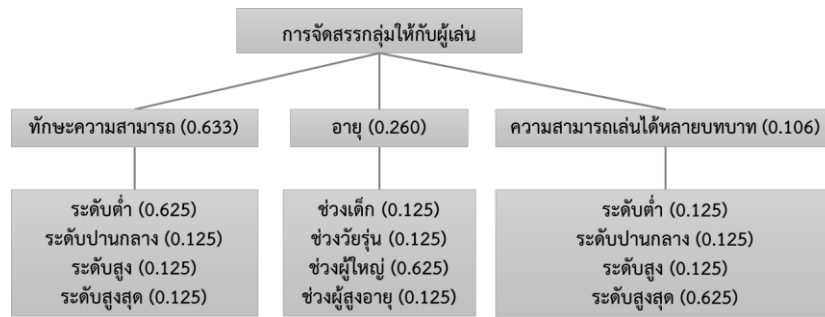 การจัดสรรกลุ่มให้กับผู้เล่น
ทักษะความสามารถ (0.633)
อายุ (0.260)
ความสามารถเล่นได้หลายบทบาท (0.106)
ระดับต่ำ (0.625)
ระดับปานกลาง (0.125)
ระดับสูง (0.125)
ระดับสูงสุด (0.125)
ช่วงเด็ก (0.125)
ช่วงวัยรุ่น (0.125)
ช่วงผู้ใหญ่ (0.625)
ช่วงผู้สูงอายุ (0.125)
ระดับต่ำ (0.125)
ระดับปานกลาง (0.125)
ระดับสูง (0.125)
ระดับสูงสุด (0.625)